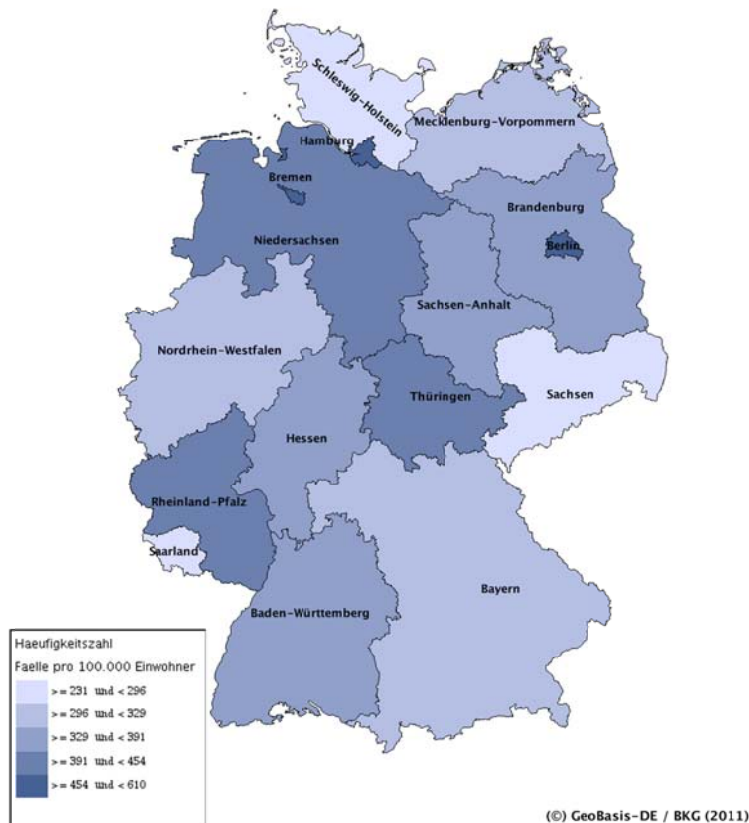 Schleswig-Holstein
Mecklenburg-Vorpommern
Hamburg
Bremen
Brandenburg
Niedersachsen
Berlin
Sachsen-Anhalt
Nordrhein-Westfalen
Thüringen
Sachsen
Hessen
Rheinland-Pfalz
Saarland
Bayern
Baden-Württemberg
Haeufigkeitszahl
Faelle pro 100.000 Einwohner
>= 231 und < 296
>= 296 und < 329
>= 329 und < 391
>= 391 und < 454
>= 454 und < 610
(©) GeoBasis-DE / BKG (2011)